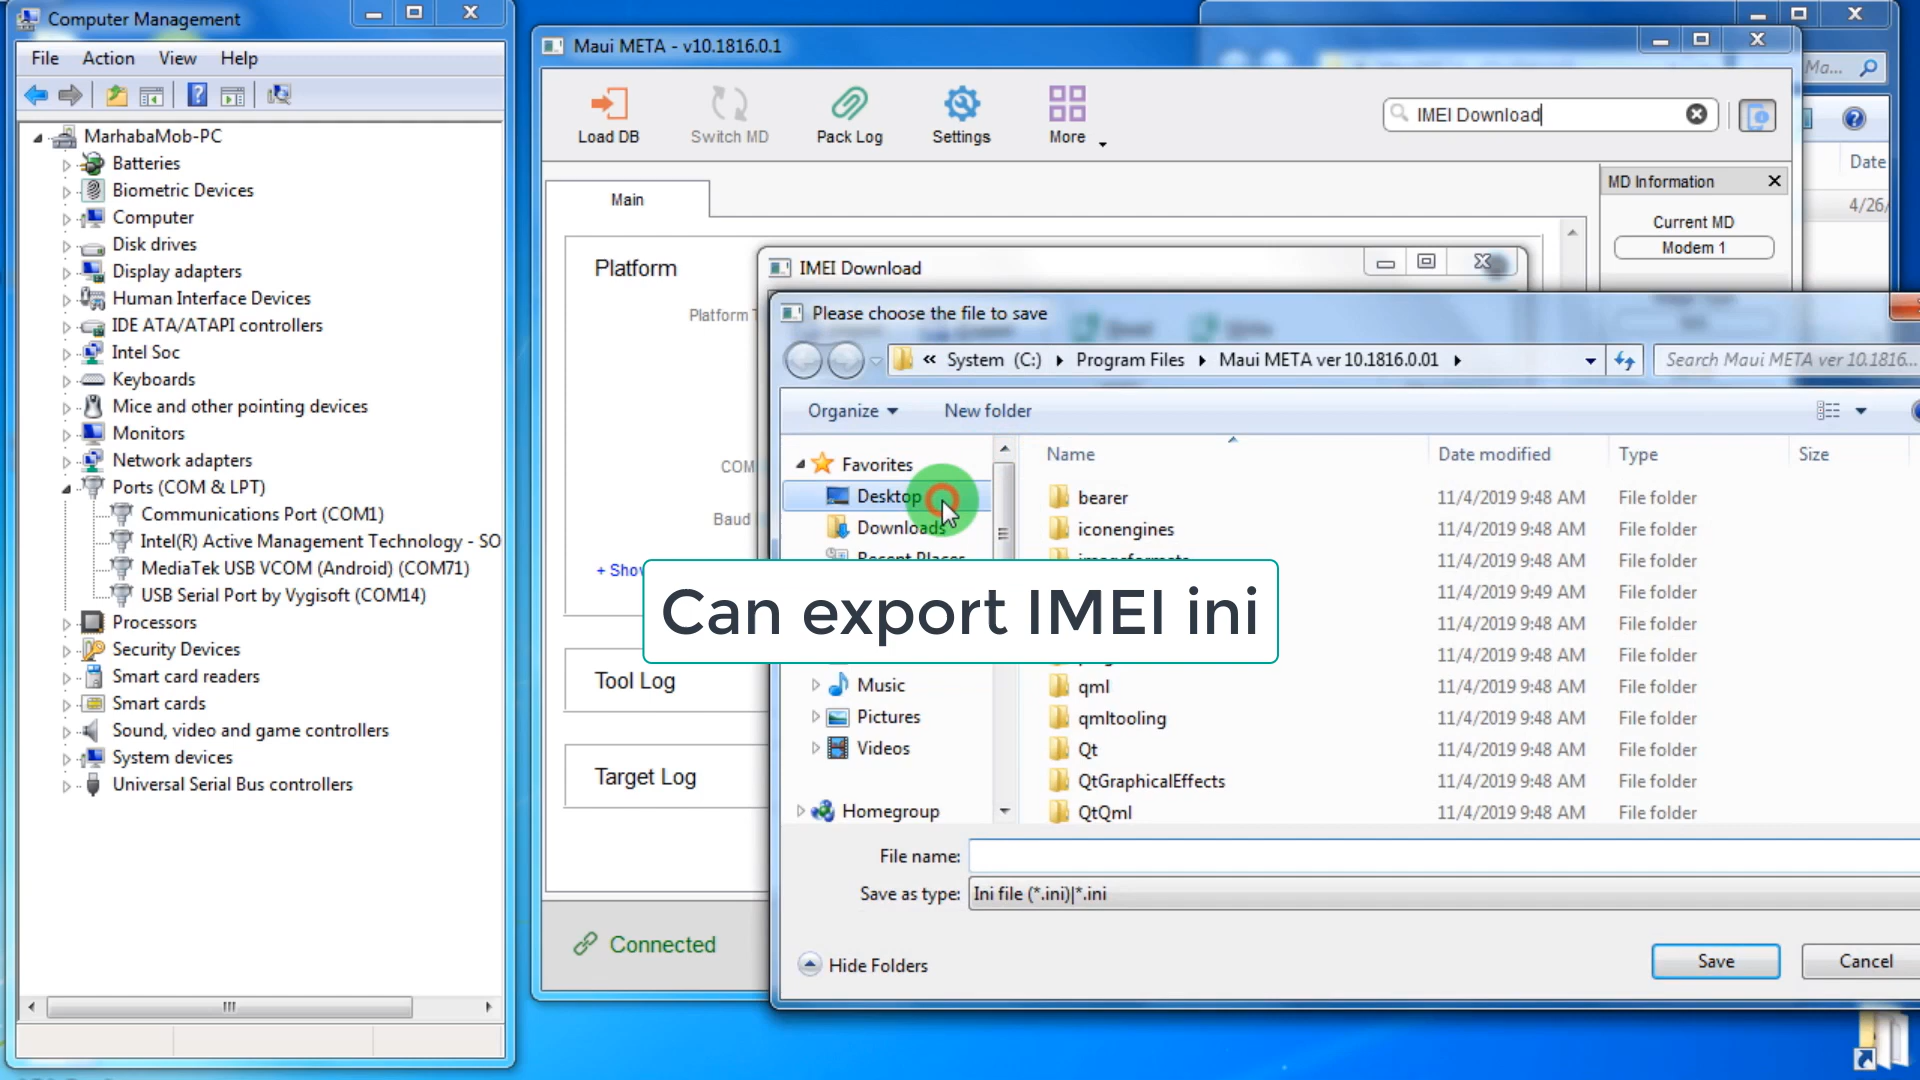 Computer Management
File Action View Help
MarhabaMob-PC
Batteries
Biometric Devices
Computer
Disk drives
Display adapters
Human Interface Devices
IDE ATA/ATAPI controllers
Intel Soc
Keyboards
Mice and other pointing devices
Monitors
Network adapters
Ports (COM & LPT)
Communications Port (COM1)
Intel(R) Active Management Technology - SO
MediaTek USB VCOM (Android) (COM71)
USB Serial Port by Vygisoft (COM14)
Processors
Security Devices
Smart card readers
Smart cards
Sound, video and game controllers
System devices
Universal Serial Bus controllers
Maui META - v10.1816.0.1
Load DB Switch MD Pack Log Settings More
IMEI Download
Main
Platform
Platform T
COM
Baud
+ Show
Tool Log
Target Log
Connected
MD Information
Current MD
Modem 1
Ma...
Date
4/26/
IMEI Download
Please choose the file to save
« System (C:) Program Files Maui META ver 10.1816.0.01
Search Maui META ver 10.1816...
Organize New folder
Favorites
Desktop
Downloads
Recent Places
Music
Pictures
Videos
Homegroup
Name Date modified Type Size
bearer 11/4/2019 9:48 AM File folder
iconengines 11/4/2019 9:48 AM File folder
imageformats 11/4/2019 9:48 AM File folder
11/4/2019 9:49 AM File folder
11/4/2019 9:48 AM File folder
11/4/2019 9:48 AM File folder
qml 11/4/2019 9:48 AM File folder
qmltooling 11/4/2019 9:48 AM File folder
Qt 11/4/2019 9:48 AM File folder
QtGraphicalEffects 11/4/2019 9:48 AM File folder
QtQml 11/4/2019 9:48 AM File folder
Can export IMEI ini
File name:
Save as type: Ini file (*.ini)|*.ini
Hide Folders
Save Cancel